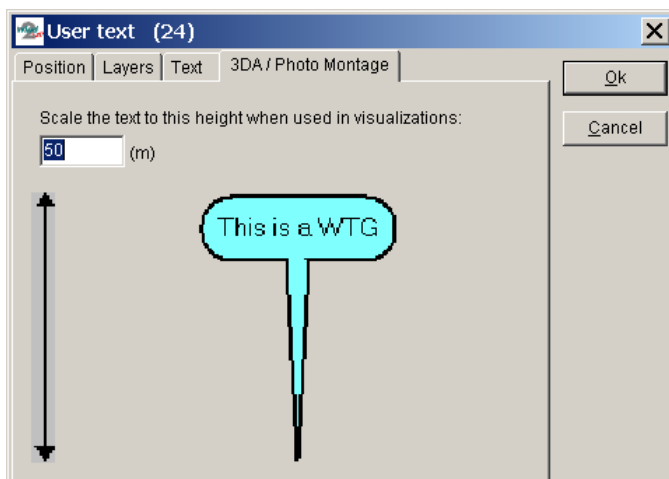 User text (24)
Position Layers Text 3DA / Photo Montage
Ok
Cancel
Scale the text to this height when used in visualizations:
50 (m)
This is a WTG